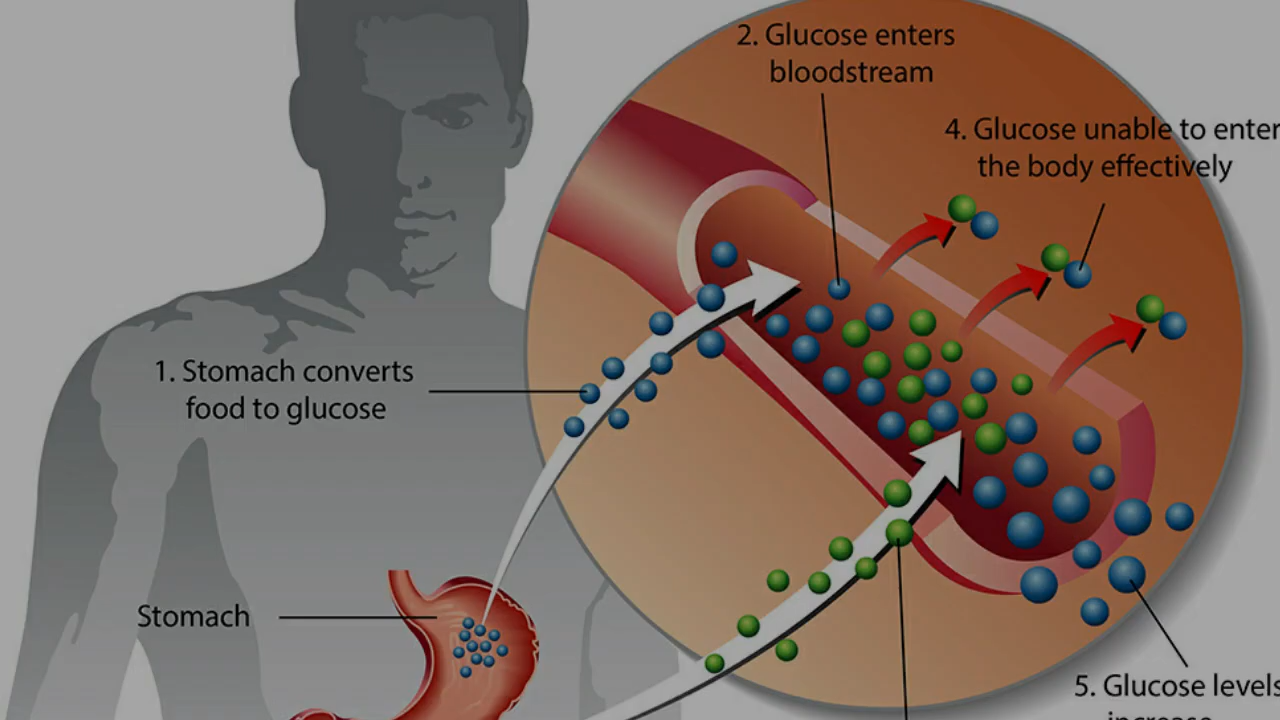 2. Glucose enters
bloodstream
4. Glucose unable to enter
the body effectively
1. Stomach converts
food to glucose
Stomach
5. Glucose levels
increase